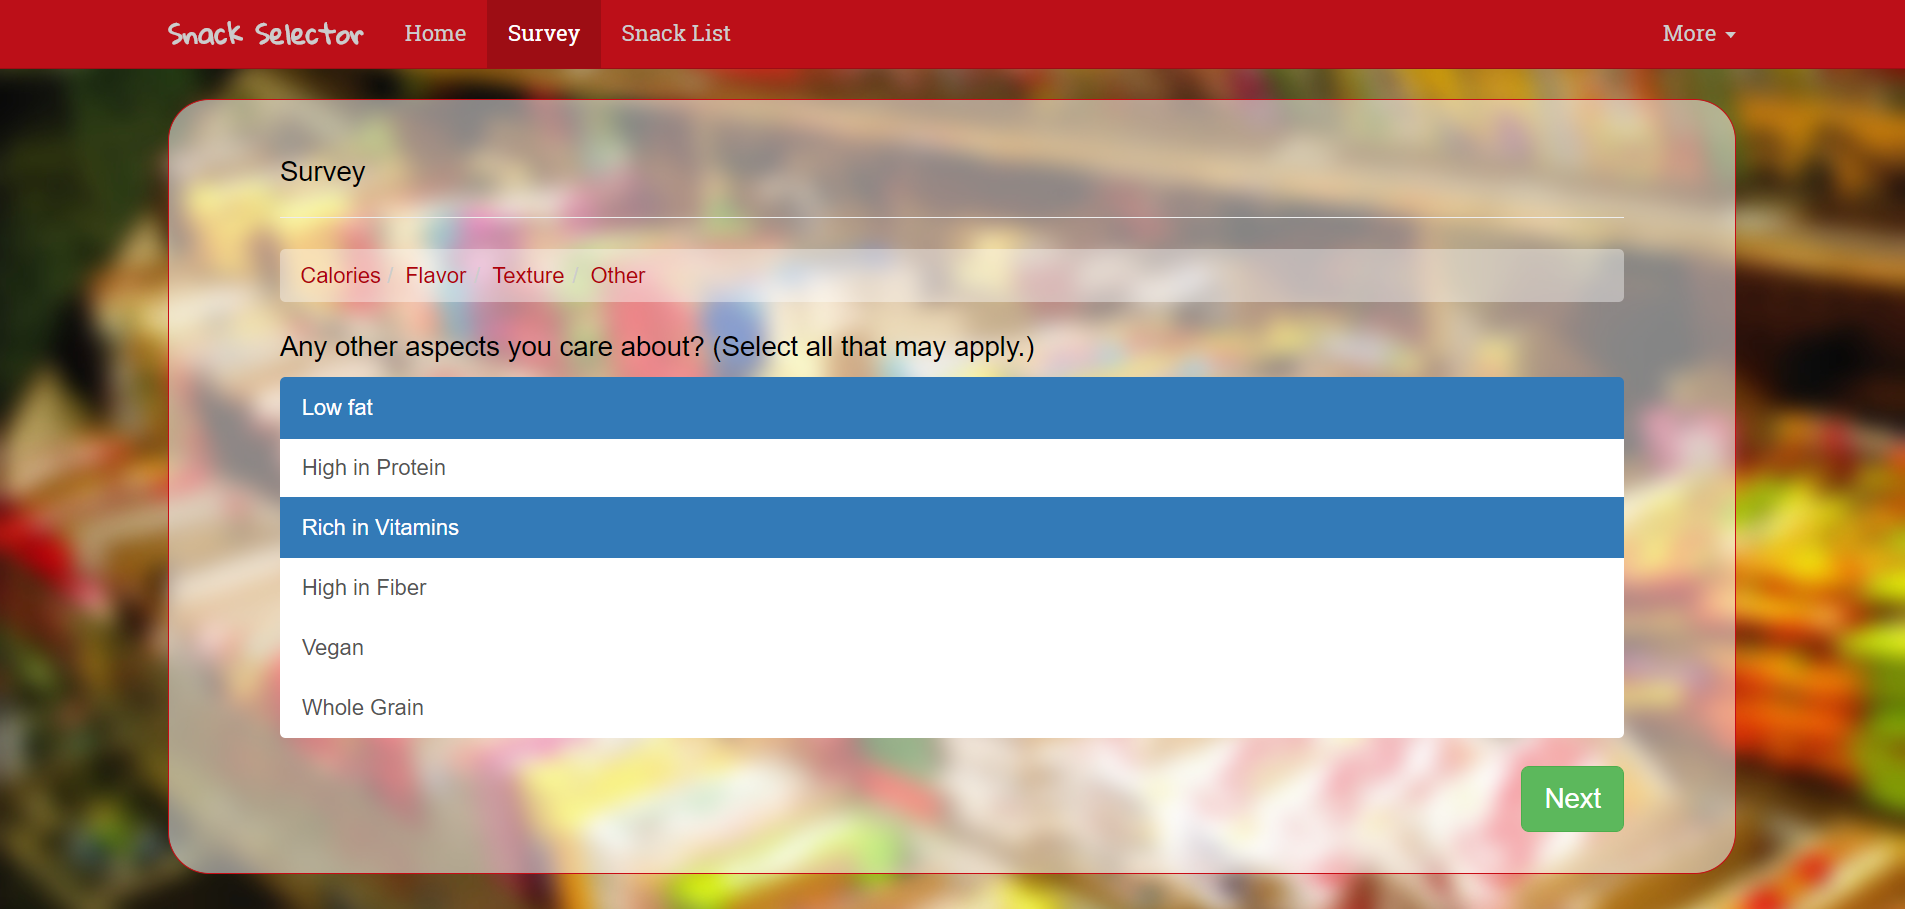 Snack Selector Home Survey Snack List More
Survey
Calories / Flavor / Texture / Other
Any other aspects you care about? (Select all that may apply.)
Low fat
High in Protein
Rich in Vitamins
High in Fiber
Vegan
Whole Grain
Next